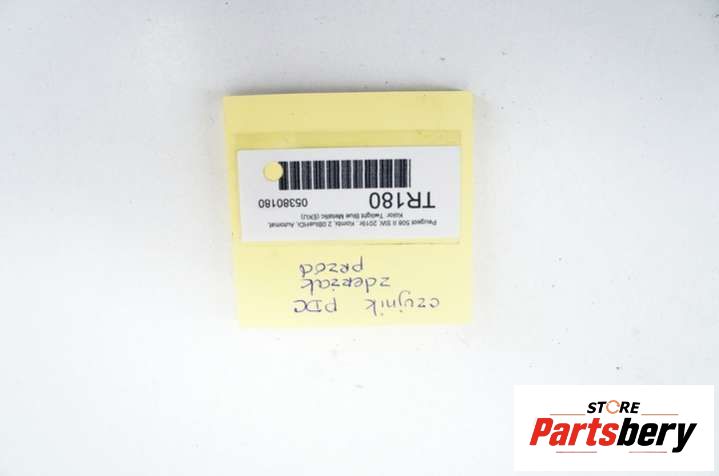 czujnik PDC
zderzak
przód
Peugeot 508 II SW, 2019r. Kombi, 2.0BlueHDi, Automat,
Kolor: Twilight Blue Metallic (EKU)
TR180
05380180
STORE
Partsbery